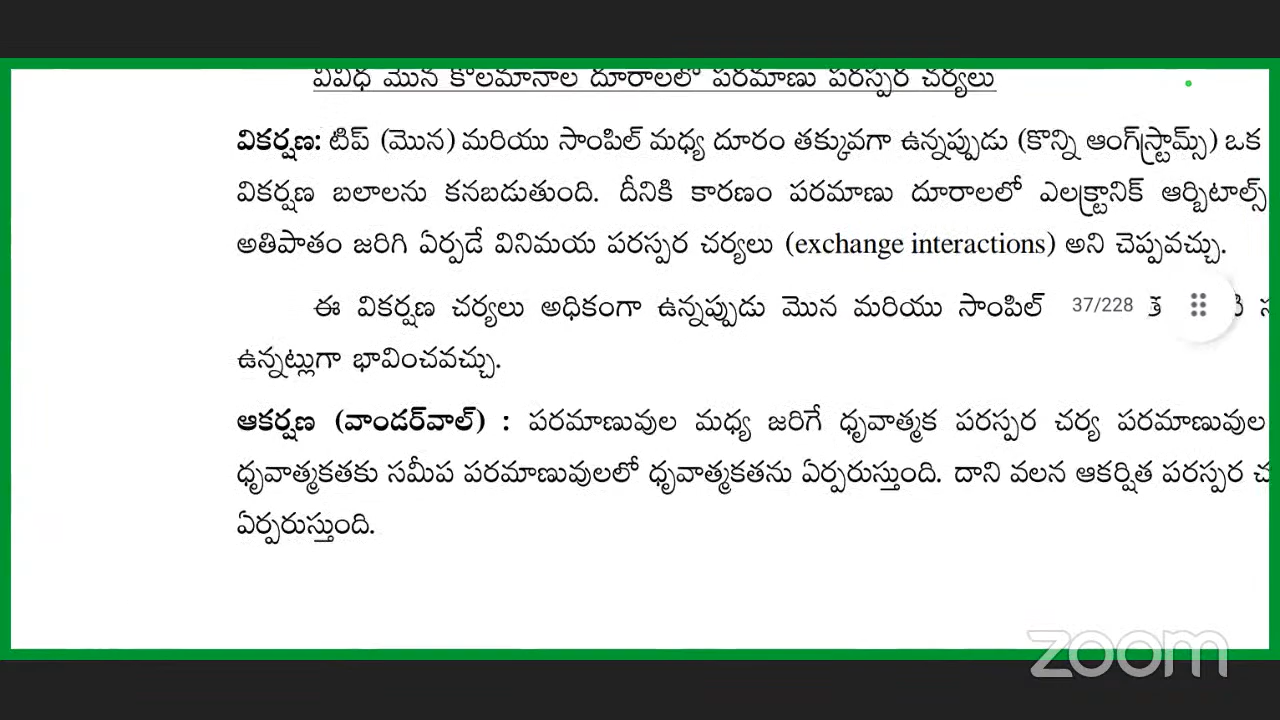 వివిధ మొన కొలమానాల దూరాలలో పరమాణు పరస్పర చర్యలు
వికర్షణ: టిప్ (మొన) మరియు సాంపిల్ మధ్య దూరం తక్కువగా ఉన్నప్పుడు (కొన్ని ఆంగ్‌స్ట్రామ్స్) ఒక
వికర్షణ బలాలను కనబడుతుంది. దీనికి కారణం పరమాణు దూరాలలో ఎలక్ట్రానిక్ ఆర్బిటాల్స్
అతిపాతం జరిగి ఏర్పడే వినిమయ పరస్పర చర్యలు (exchange interactions) అని చెప్పవచ్చు.
ఈ వికర్షణ చర్యలు అధికంగా ఉన్నప్పుడు మొన మరియు సాంపిల్ 37/228
ఉన్నట్లుగా భావించవచ్చు.
ఆకర్షణ (వాండర్‌వాల్) : పరమాణువుల మధ్య జరిగే ధృవాత్మక పరస్పర చర్య పరమాణువుల
ధృవాత్మకతకు సమీప పరమాణువులలో ధృవాత్మకతను ఏర్పరుస్తుంది. దాని వలన ఆకర్షిత పరస్పర
ఏర్పరుస్తుంది.
zoom